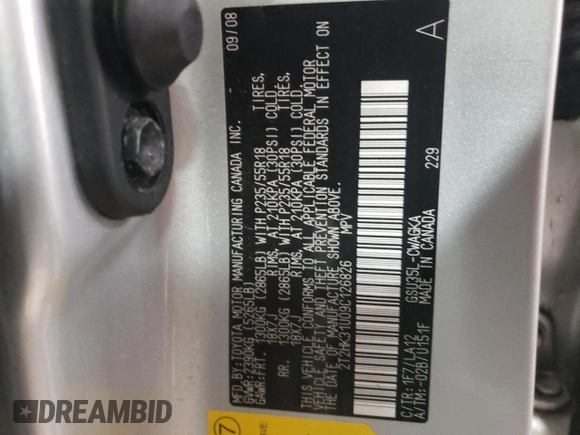 MFD.BY:TOYOTA MOTOR MANUFACTURING CANADA INC. 09/08
GVWR:2390KG(5265LB)
GAWR:FRT. 1300KG (2865LB) WITH P235/55R18 TIRES,
18X7J RIMS, AT 210KPA (30PSI) COLD
RR. 1300KG (2865LB) WITH P235/55R18 TIRES,
18X7J RIMS, AT 210KPA (30PSI) COLD
THIS VEHICLE CONFORMS TO ALL APPLICABLE FEDERAL MOTOR
VEHICLE SAFETY AND THEFT PREVENTION STANDARDS IN EFFECT ON
THE DATE OF MANUFACTURE SHOWN ABOVE.
2T2HK31U09C126826 MPV
GSU35L-CWAGKA A
C/TR:1F7/LA12 MADE IN CANADA
A/TM:-02B/U151F 229
7
DREAMBID